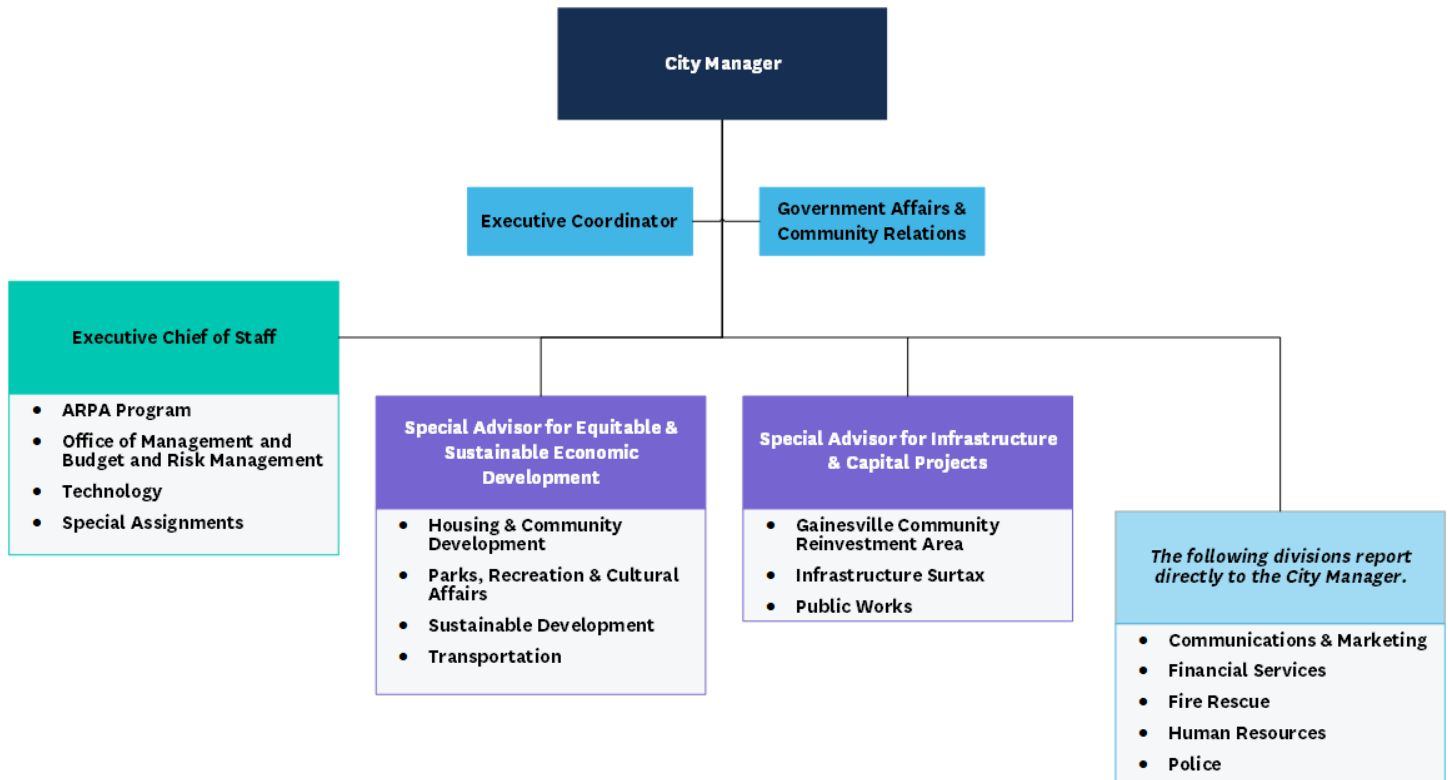 City Manager
Executive Coordinator
Government Affairs &
Community Relations
Executive Chief of Staff
• ARPA Program
• Office of Management and
Budget and Risk Management
• Technology
• Special Assignments
Special Advisor for Equitable &
Sustainable Economic
Development
• Housing & Community
Development
• Parks, Recreation & Cultural
Affairs
• Sustainable Development
• Transportation
Special Advisor for Infrastructure
& Capital Projects
• Gainesville Community
Reinvestment Area
• Infrastructure Surtax
• Public Works
The following divisions report
directly to the City Manager.
• Communications & Marketing
• Financial Services
• Fire Rescue
• Human Resources
• Police